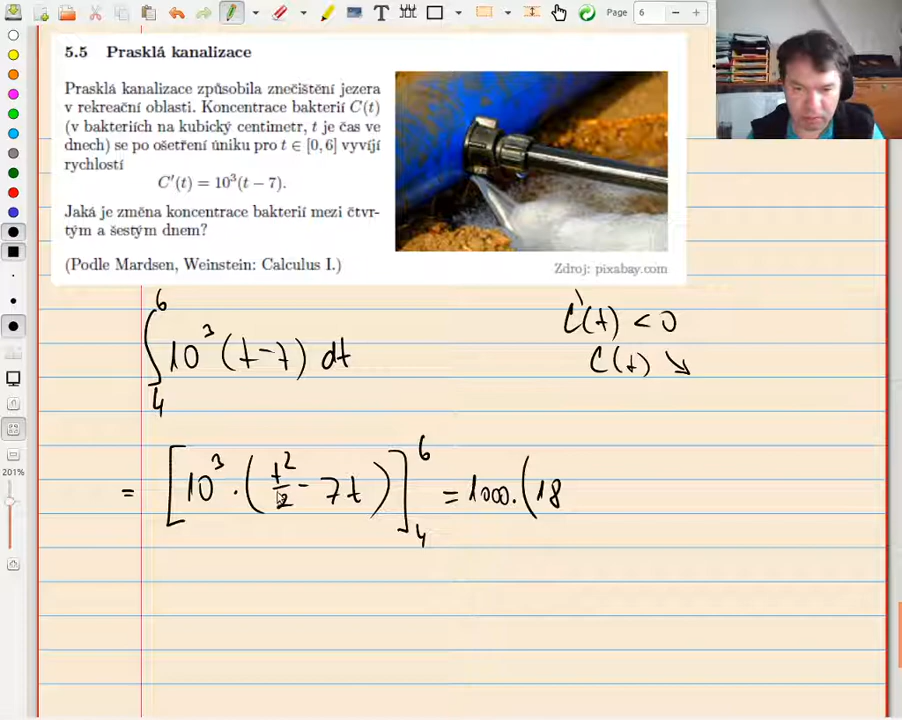 Page 6
5.5 Prasklá kanalizace
Prasklá kanalizace způsobila znečištění jezera
v rekreační oblasti. Koncentrace bakterií C(t)
(v bakteriích na kubický centimetr, t je čas ve
dnech) se po ošetření úniku pro t ∈ [0, 6] vyvíjí
rychlostí
C′(t) = 10³(t − 7).
Jaká je změna koncentrace bakterií mezi čtvr-
tým a šestým dnem?
(Podle Mardsen, Weinstein: Calculus I.)
Zdroj: pixabay.com
∫₄⁶ 10³ (t−7) dt
C'(t) < 0
C(t) ↘
= [10³ · (t²/2 − 7t)]₄⁶ = 1000.(18
201%